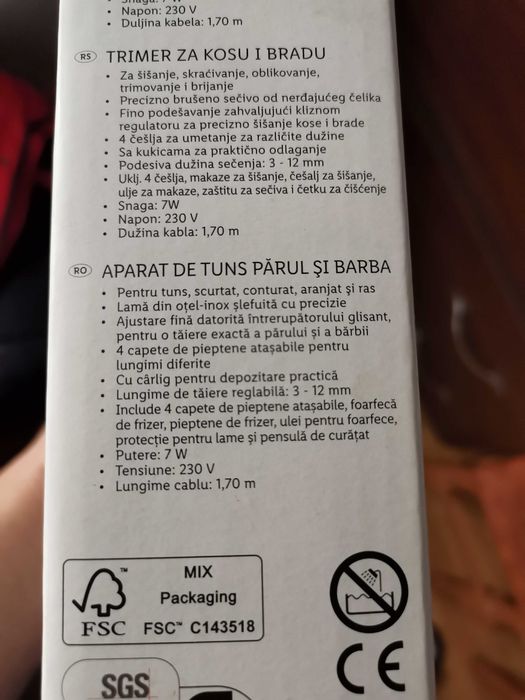 Snaga: 7 W
• Napon: 230 V
• Duljina kabela: 1,70 m
RS TRIMER ZA KOSU I BRADU
• Za šišanje, skraćivanje, oblikovanje,
trimovanje i brijanje
• Precizno brušeno sečivo od nerđajućeg čelika
• Fino podešavanje zahvaljujući kliznom
regulatoru za precizno šišanje kose i brade
• 4 češlja za umetanje za različite dužine
• Sa kukicama za praktično odlaganje
• Podesiva dužina sečenja: 3 - 12 mm
• Uklj. 4 češlja, makaze za šišanje, češalj za šišanje,
ulje za makaze, zaštitu za sečiva i četku za čišćenje
• Snaga: 7W
• Napon: 230 V
• Dužina kabla: 1,70 m
RO APARAT DE TUNS PĂRUL ŞI BARBA
• Pentru tuns, scurtat, conturat, aranjat şi ras
• Lamă din oțel-inox şlefuită cu precizie
• Ajustare fină datorită întrerupătorului glisant,
pentru o tăiere exactă a părului şi a bărbii
• 4 capete de pieptene ataşabile pentru
lungimi diferite
• Cu cârlig pentru depozitare practică
• Lungime de tăiere reglabilă: 3 - 12 mm
• Include 4 capete de pieptene ataşabile, foarfecă
de frizer, pieptene de frizer, ulei pentru foarfece,
protecție pentru lame şi pensulă de curățat
• Putere: 7 W
• Tensiune: 230 V
• Lungime cablu: 1,70 m
MIX
Packaging
FSC FSC™ C143518
CE
SGS